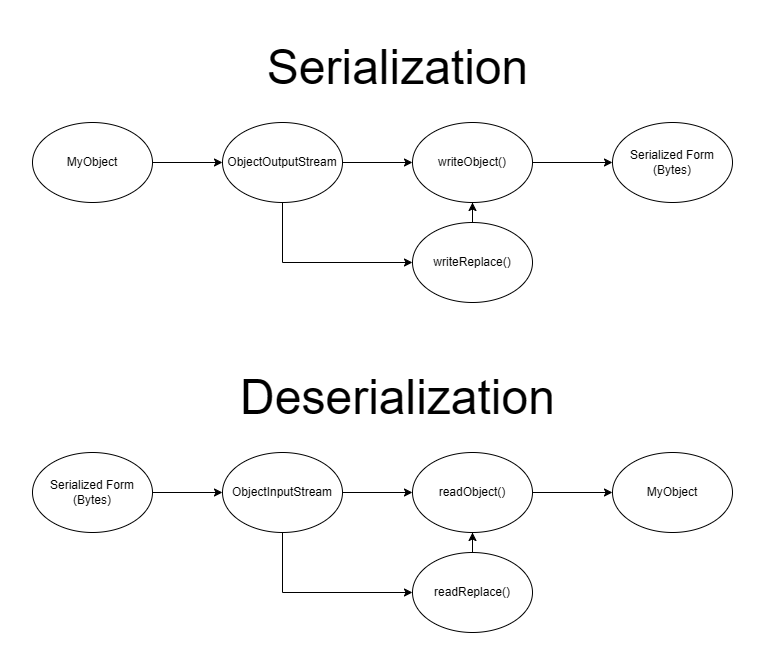 Serialization
MyObject
ObjectOutputStream
writeObject()
Serialized Form
(Bytes)
writeReplace()
Deserialization
Serialized Form
(Bytes)
ObjectInputStream
readObject()
MyObject
readReplace()